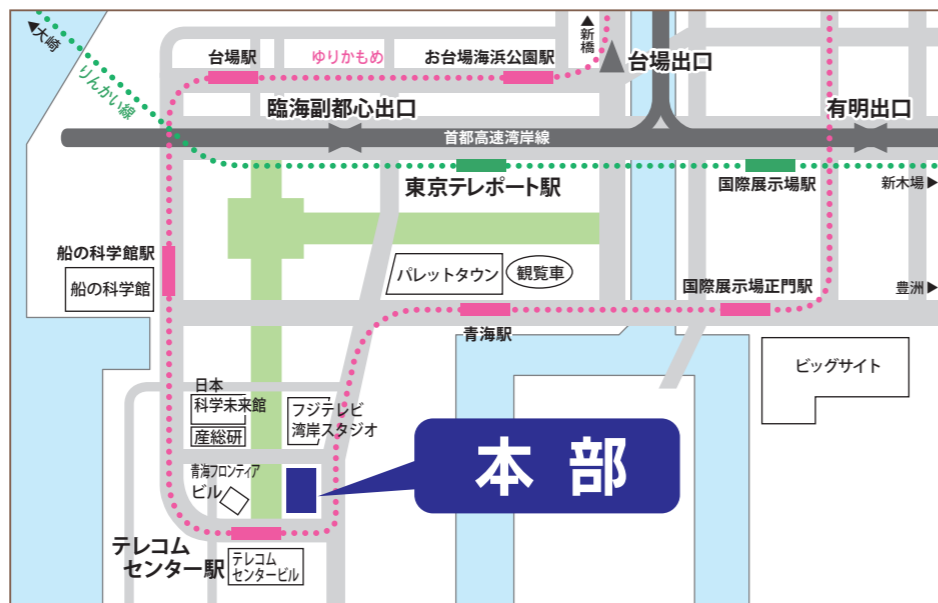 ◀大崎
りんかい線
台場駅
ゆりかもめ
お台場海浜公園駅
▲新橋
台場出口
臨海副都心出口
有明出口
首都高速湾岸線
東京テレポート駅
国際展示場駅
新木場▶
船の科学館駅
船の科学館
パレットタウン
観覧車
国際展示場正門駅
豊洲▶
青海駅
ビッグサイト
日本
科学未来館
産総研
フジテレビ
湾岸スタジオ
青海フロンティア
ビル
本部
テレコム
センター駅
テレコム
センタービル